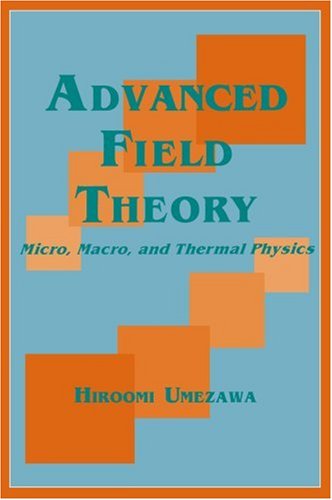 ADVANCED
FIELD
THEORY
Micro, Macro, and Thermal Physics
HIROOMI UMEZAWA